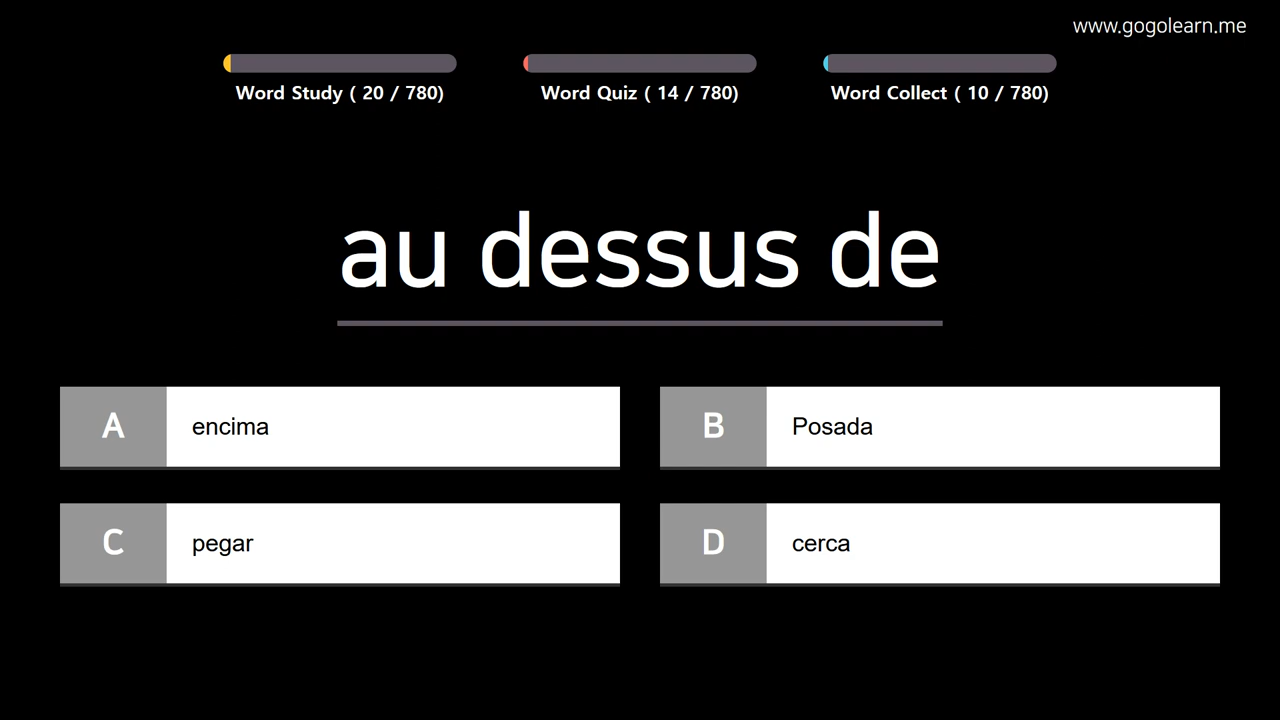 www.gogolearn.me
Word Study ( 20 / 780)
Word Quiz ( 14 / 780)
Word Collect ( 10 / 780)
au dessus de
A encima
B Posada
C pegar
D cerca